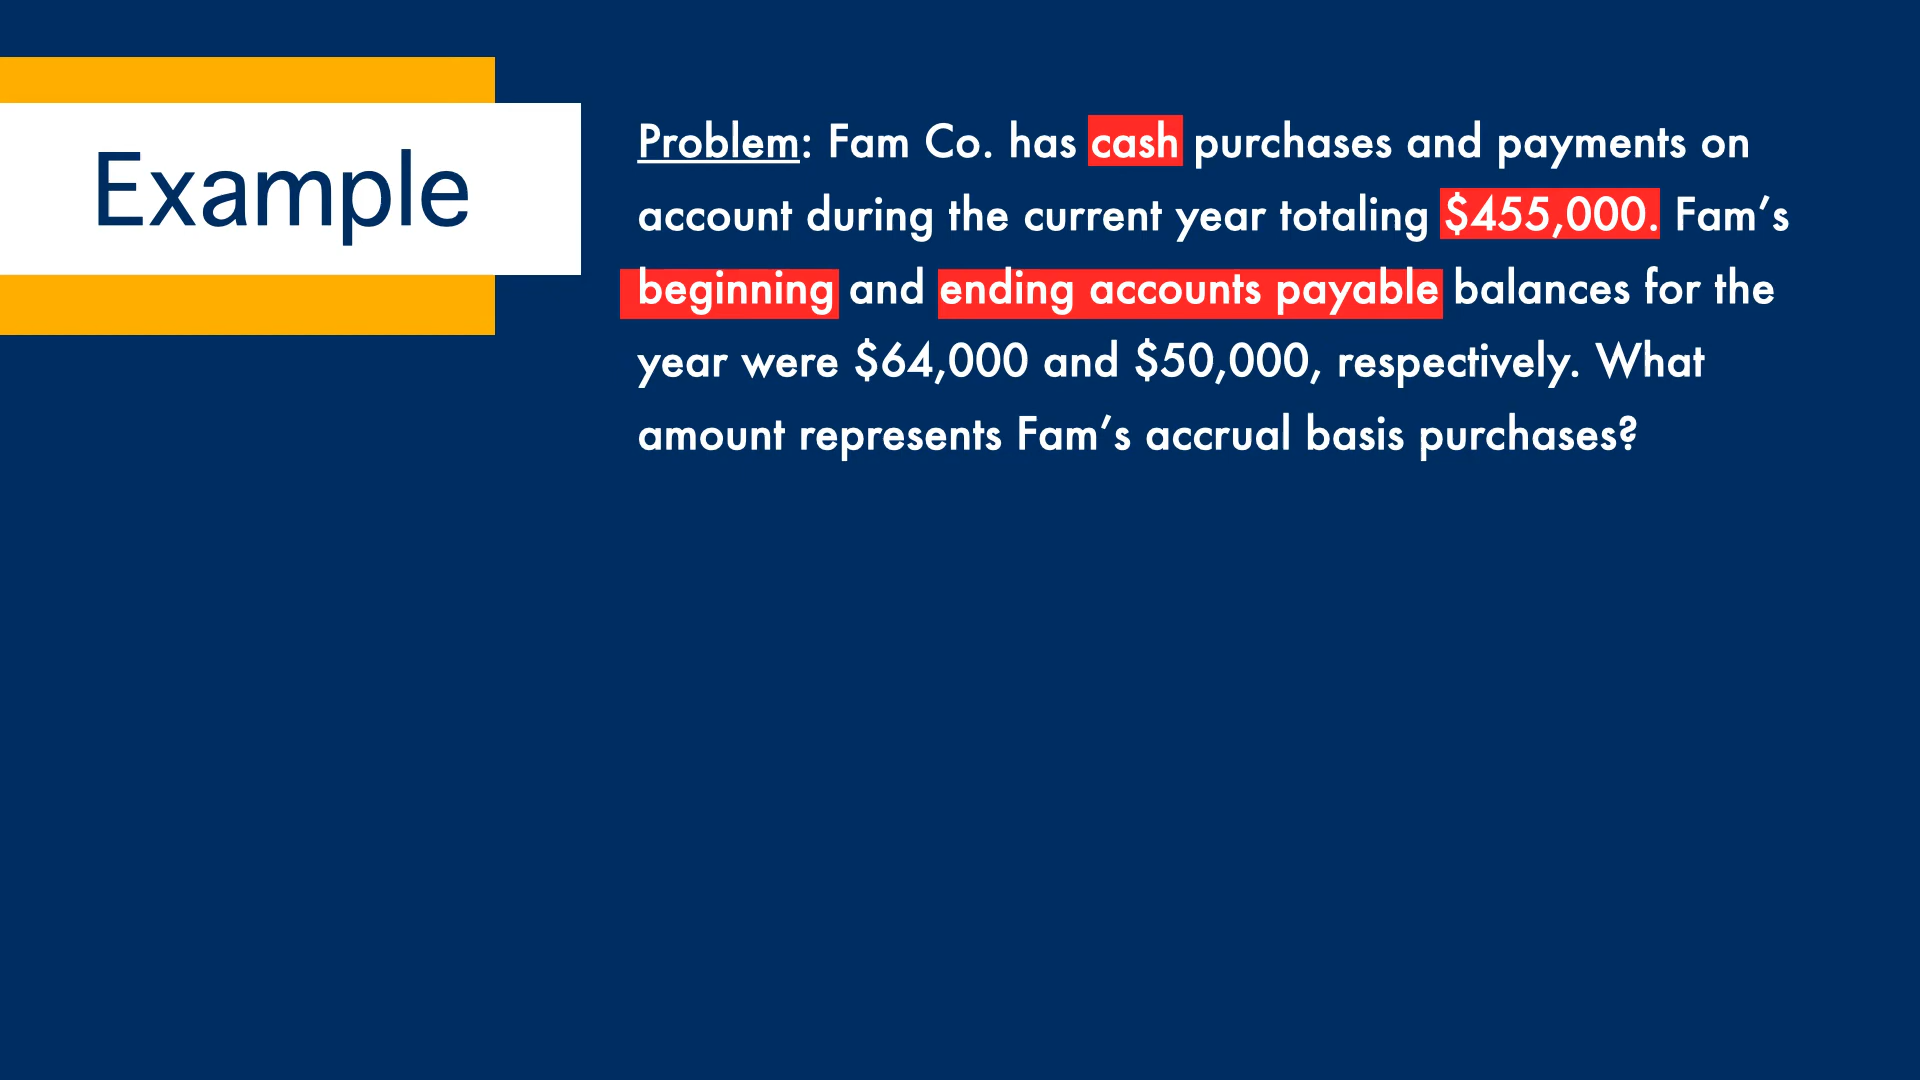 Example
Problem: Fam Co. has cash purchases and payments on
account during the current year totaling $455,000. Fam’s
beginning and ending accounts payable balances for the
year were $64,000 and $50,000, respectively. What
amount represents Fam’s accrual basis purchases?